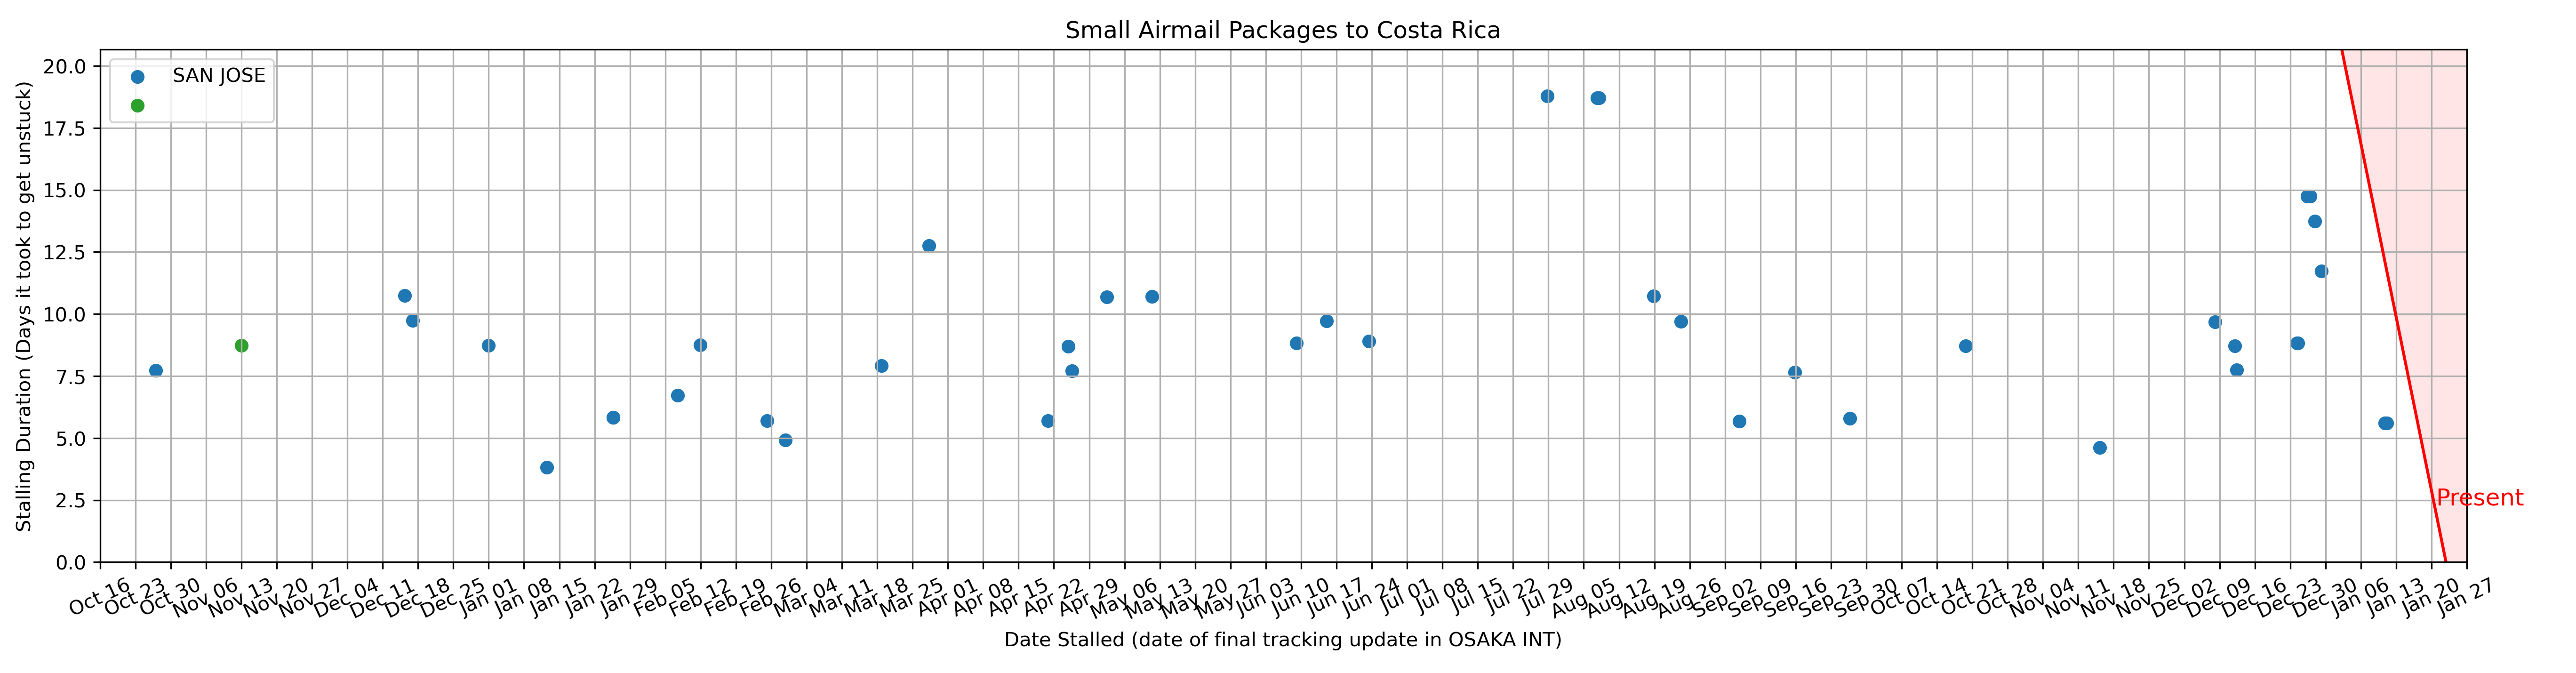 Small Airmail Packages to Costa Rica
SAN JOSE
Stalling Duration (Days it took to get unstuck)
20.0
17.5
15.0
12.5
10.0
7.5
5.0
2.5
0.0
Present
Oct 16
Oct 23
Oct 30
Nov 06
Nov 13
Nov 20
Nov 27
Dec 04
Dec 11
Dec 18
Dec 25
Jan 01
Jan 08
Jan 15
Jan 22
Jan 29
Feb 05
Feb 12
Feb 19
Feb 26
Mar 04
Mar 11
Mar 18
Mar 25
Apr 01
Apr 08
Apr 15
Apr 22
Apr 29
May 06
May 13
May 20
May 27
Jun 03
Jun 10
Jun 17
Jun 24
Jul 01
Jul 08
Jul 15
Jul 22
Jul 29
Aug 05
Aug 12
Aug 19
Aug 26
Sep 02
Sep 09
Sep 16
Sep 23
Sep 30
Oct 07
Oct 14
Oct 21
Oct 28
Nov 04
Nov 11
Nov 18
Nov 25
Dec 02
Dec 09
Dec 16
Dec 23
Dec 30
Jan 06
Jan 13
Jan 20
Jan 27
Date Stalled (date of final tracking update in OSAKA INT)